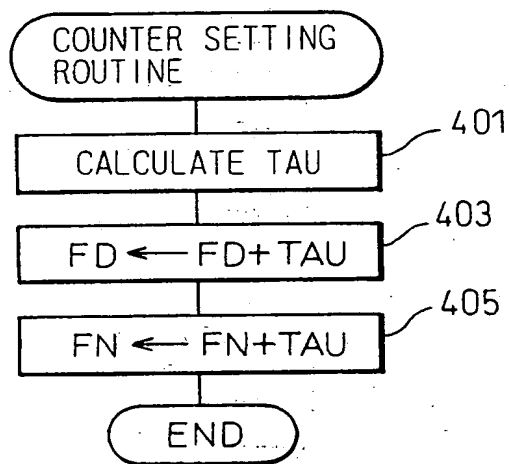 COUNTER SETTING
ROUTINE
CALCULATE TAU
401
FD ← FD+TAU
403
FN ← FN+TAU
405
END